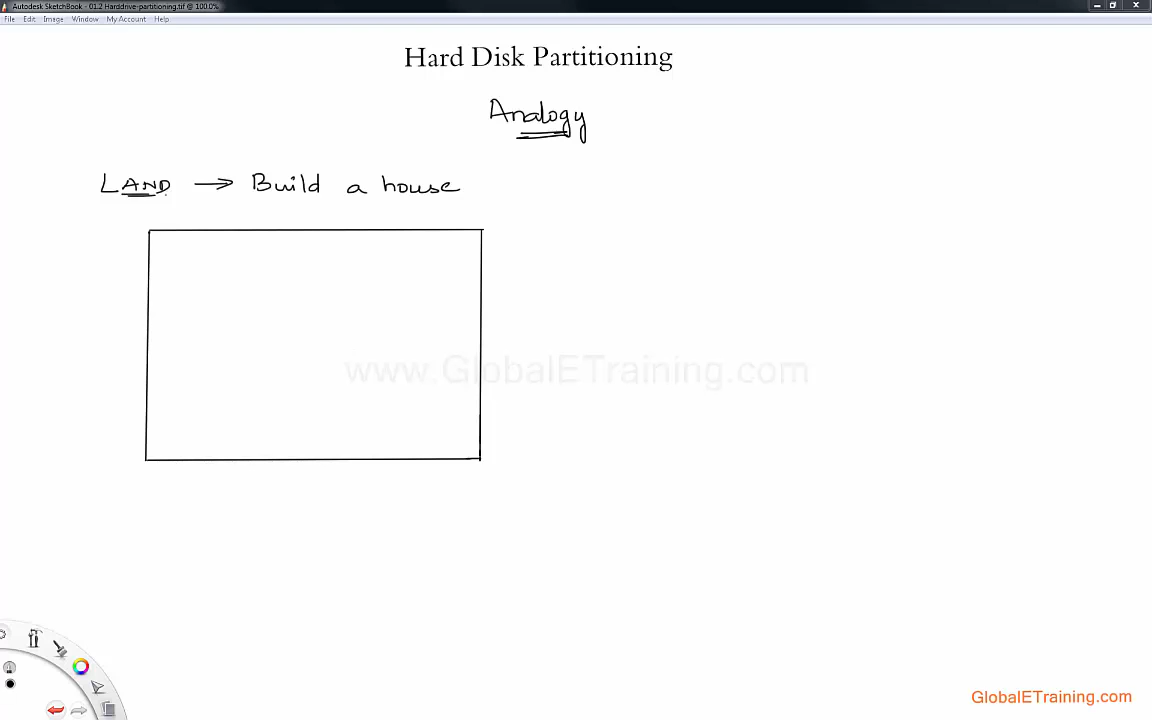 Autodesk SketchBook - 01.2 Harddrive-partitioning.tif @ 100.0%
File Edit Image Window My Account Help
Hard Disk Partitioning
Analogy
LAND → Build a house
www.GlobalETraining.com
GlobalETraining.com